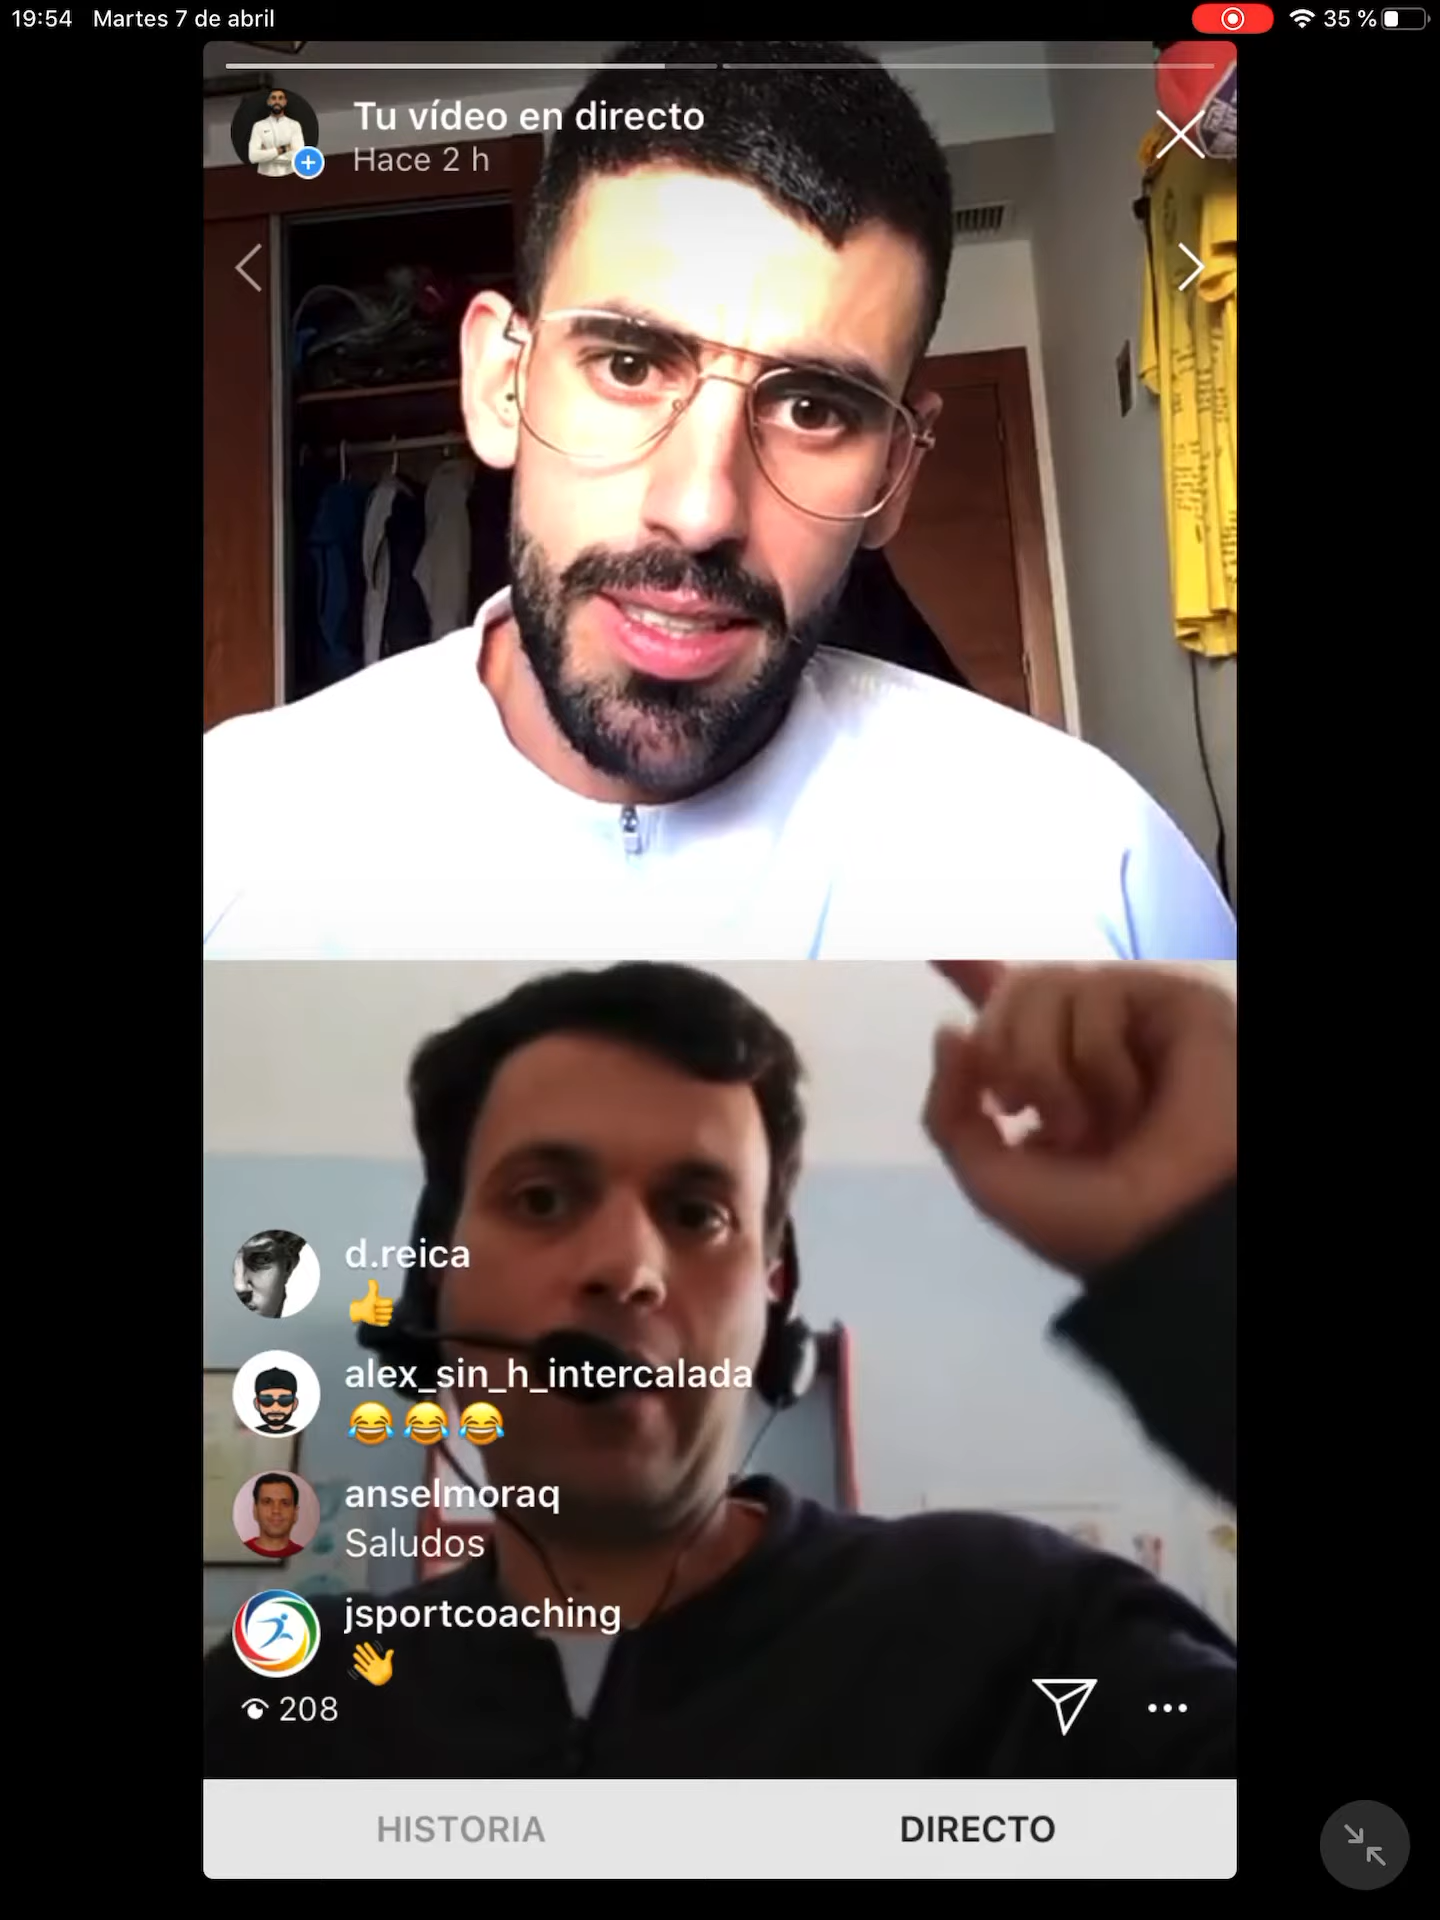 19:54 Martes 7 de abril
35 %
Tu vídeo en directo
Hace 2 h
d.reica
👍
alex_sin_h_intercalada
😂😂😂
anselmoraq
Saludos
jsportcoaching
👋
208
HISTORIA
DIRECTO